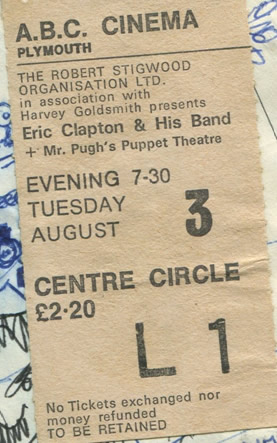 A.B.C. CINEMA
PLYMOUTH
THE ROBERT STIGWOOD
ORGANISATION LTD.
in association with
Harvey Goldsmith presents
Eric Clapton & His Band
+ Mr. Pugh's Puppet Theatre
EVENING 7-30
TUESDAY
AUGUST 3
CENTRE CIRCLE
£2·20
L 1
No Tickets exchanged nor
money refunded
TO BE RETAINED